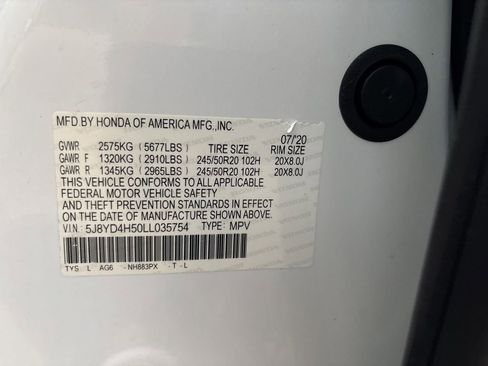 MFD BY HONDA OF AMERICA MFG.,INC.
07/'20
GVWR 2575KG (5677LBS) TIRE SIZE RIM SIZE
GAWR F 1320KG (2910LBS) 245/50R20 102H 20X8.0J
GAWR R 1345KG (2965LBS) 245/50R20 102H 20X8.0J
THIS VEHICLE CONFORMS TO ALL APPLICABLE
FEDERAL MOTOR VEHICLE SAFETY
AND THEFT PREVENTION STANDARDS IN EFFECT
ON THE DATE OF MANUFACTURE SHOWN ABOVE.
VIN: 5J8YD4H50LL035754 TYPE: MPV
TYS L AG6 -NH883PX -T -L